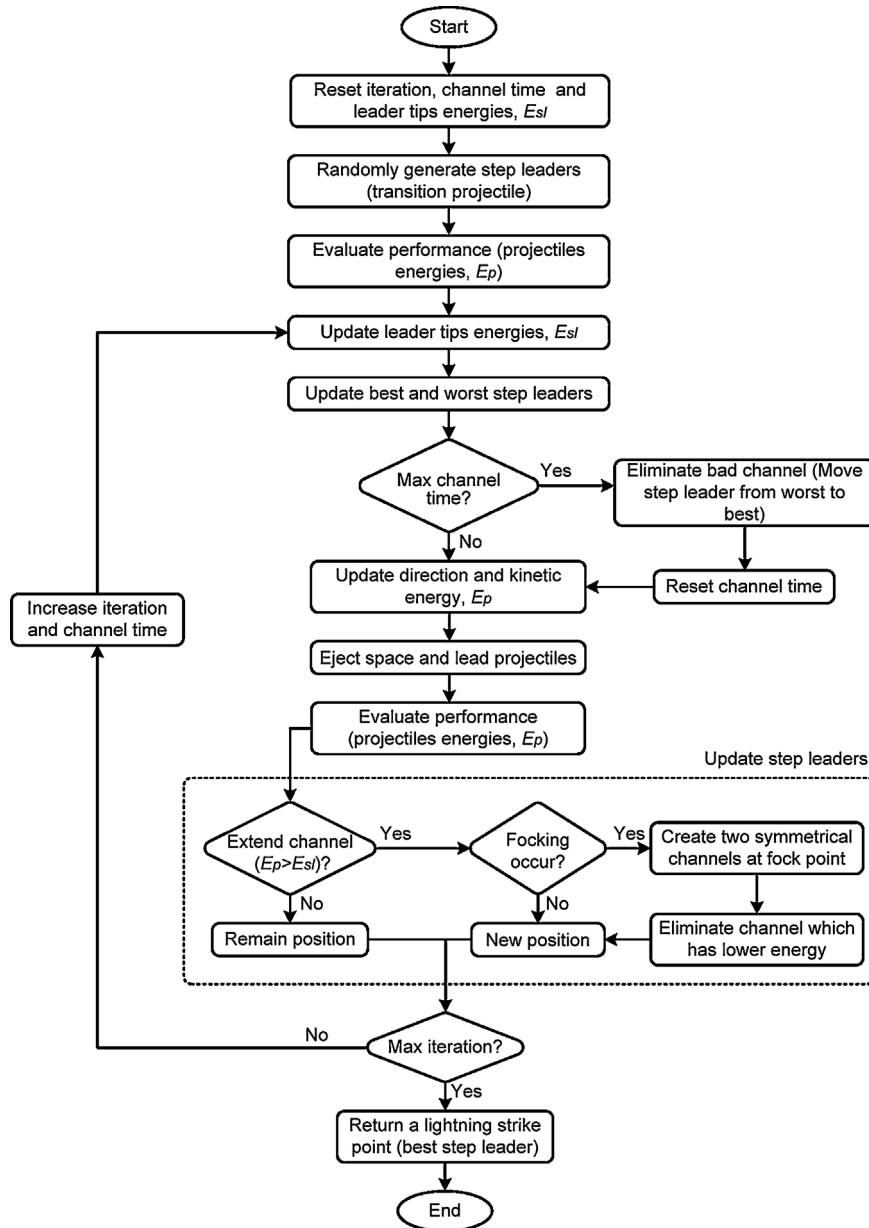 Start
Reset iteration, channel time and
leader tips energies, Esl
Randomly generate step leaders
(transition projectile)
Evaluate performance (projectiles
energies, Ep)
Update leader tips energies, Esl
Update best and worst step leaders
Max channel
time?
Yes
Eliminate bad channel (Move
step leader from worst to
best)
No
Update direction and kinetic
energy, Ep
Reset channel time
Increase iteration
and channel time
Eject space and lead projectiles
Evaluate performance
(projectiles energies, Ep)
Update step leaders
Extend channel
(Ep>Esl)?
Yes
Focking
occur?
Yes
Create two symmetrical
channels at fock point
No
No
Remain position
New position
Eliminate channel which
has lower energy
No
Max iteration?
Yes
Return a lightning strike
point (best step leader)
End